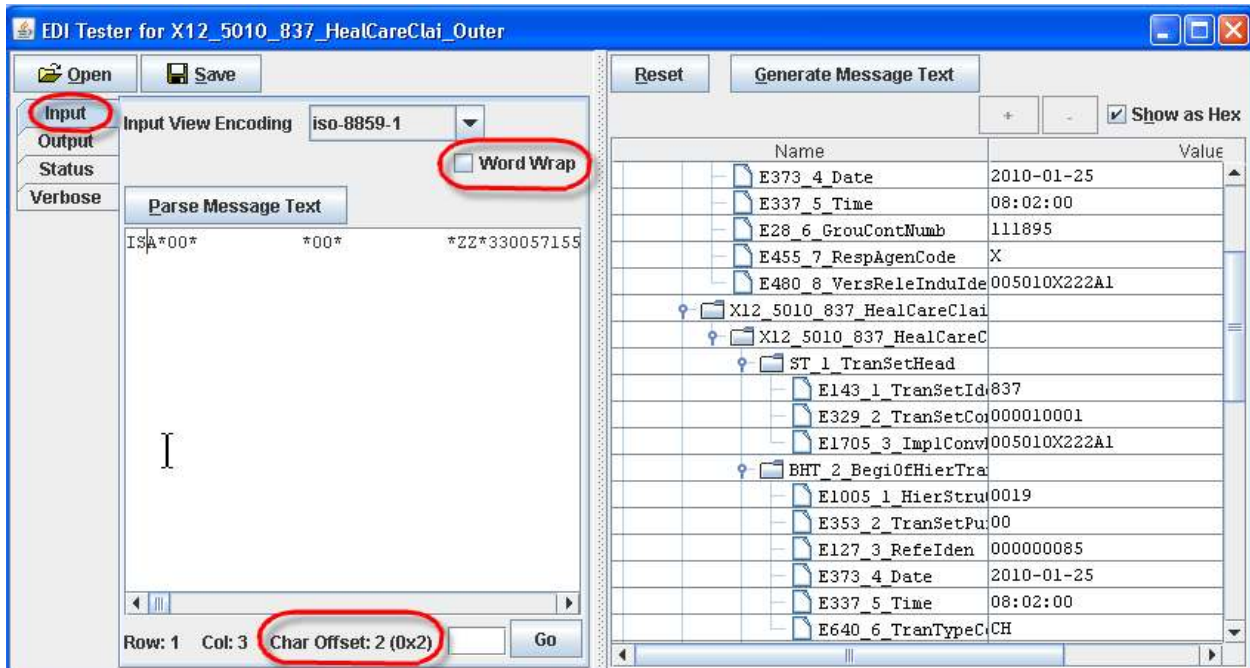 EDI Tester for X12_5010_837_HealCareClai_Outer
Open Save
Input
Output
Status
Verbose
Input View Encoding iso-8859-1
Word Wrap
Parse Message Text
ISA*00* *00* *ZZ*330057155
Row: 1 Col: 3 Char Offset: 2 (0x2) Go
Reset Generate Message Text
+ - Show as Hex
Name Value
E373_4_Date 2010-01-25
E337_5_Time 08:02:00
E28_6_GrouContNumb 111895
E455_7_RespAgenCode X
E480_8_VersReleInduIde 005010X222A1
X12_5010_837_HealCareClai
X12_5010_837_HealCareC
ST_1_TranSetHead
E143_1_TranSetId 837
E329_2_TranSetCo 000010001
E1705_3_ImplConv 005010X222A1
BHT_2_BegiOfHierTra
E1005_1_HierStru 0019
E353_2_TranSetPu 00
E127_3_RefeIden 000000085
E373_4_Date 2010-01-25
E337_5_Time 08:02:00
E640_6_TranTypeC CH